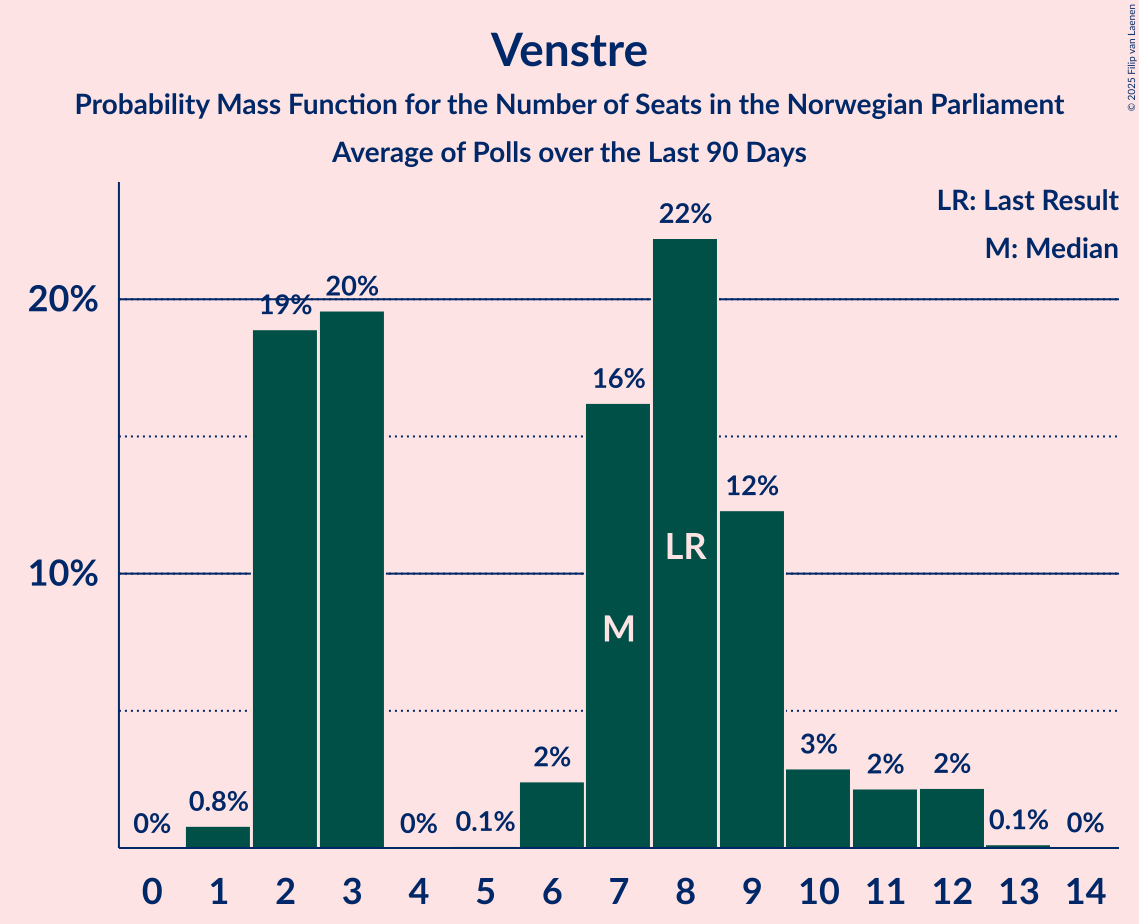 Venstre
Probability Mass Function for the Number of Seats in the Norwegian Parliament
Average of Polls over the Last 90 Days
© 2025 Filip van Laenen
LR: Last Result
M: Median
20%
10%
0%
0.8%
19%
20%
0%
0.1%
2%
16%
22%
12%
3%
2%
2%
0.1%
0%
M
LR
0 1 2 3 4 5 6 7 8 9 10 11 12 13 14